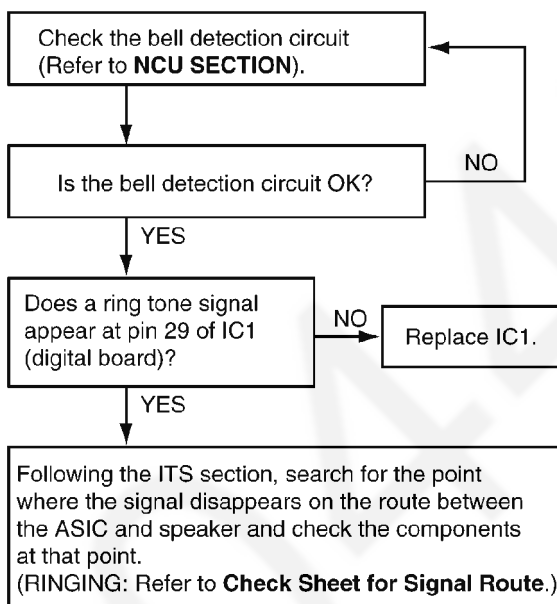 Check the bell detection circuit
(Refer to NCU SECTION).
NO
Is the bell detection circuit OK?
YES
Does a ring tone signal
appear at pin 29 of IC1
(digital board)?
NO
Replace IC1.
YES
Following the ITS section, search for the point
where the signal disappears on the route between
the ASIC and speaker and check the components
at that point.
(RINGING: Refer to Check Sheet for Signal Route.)